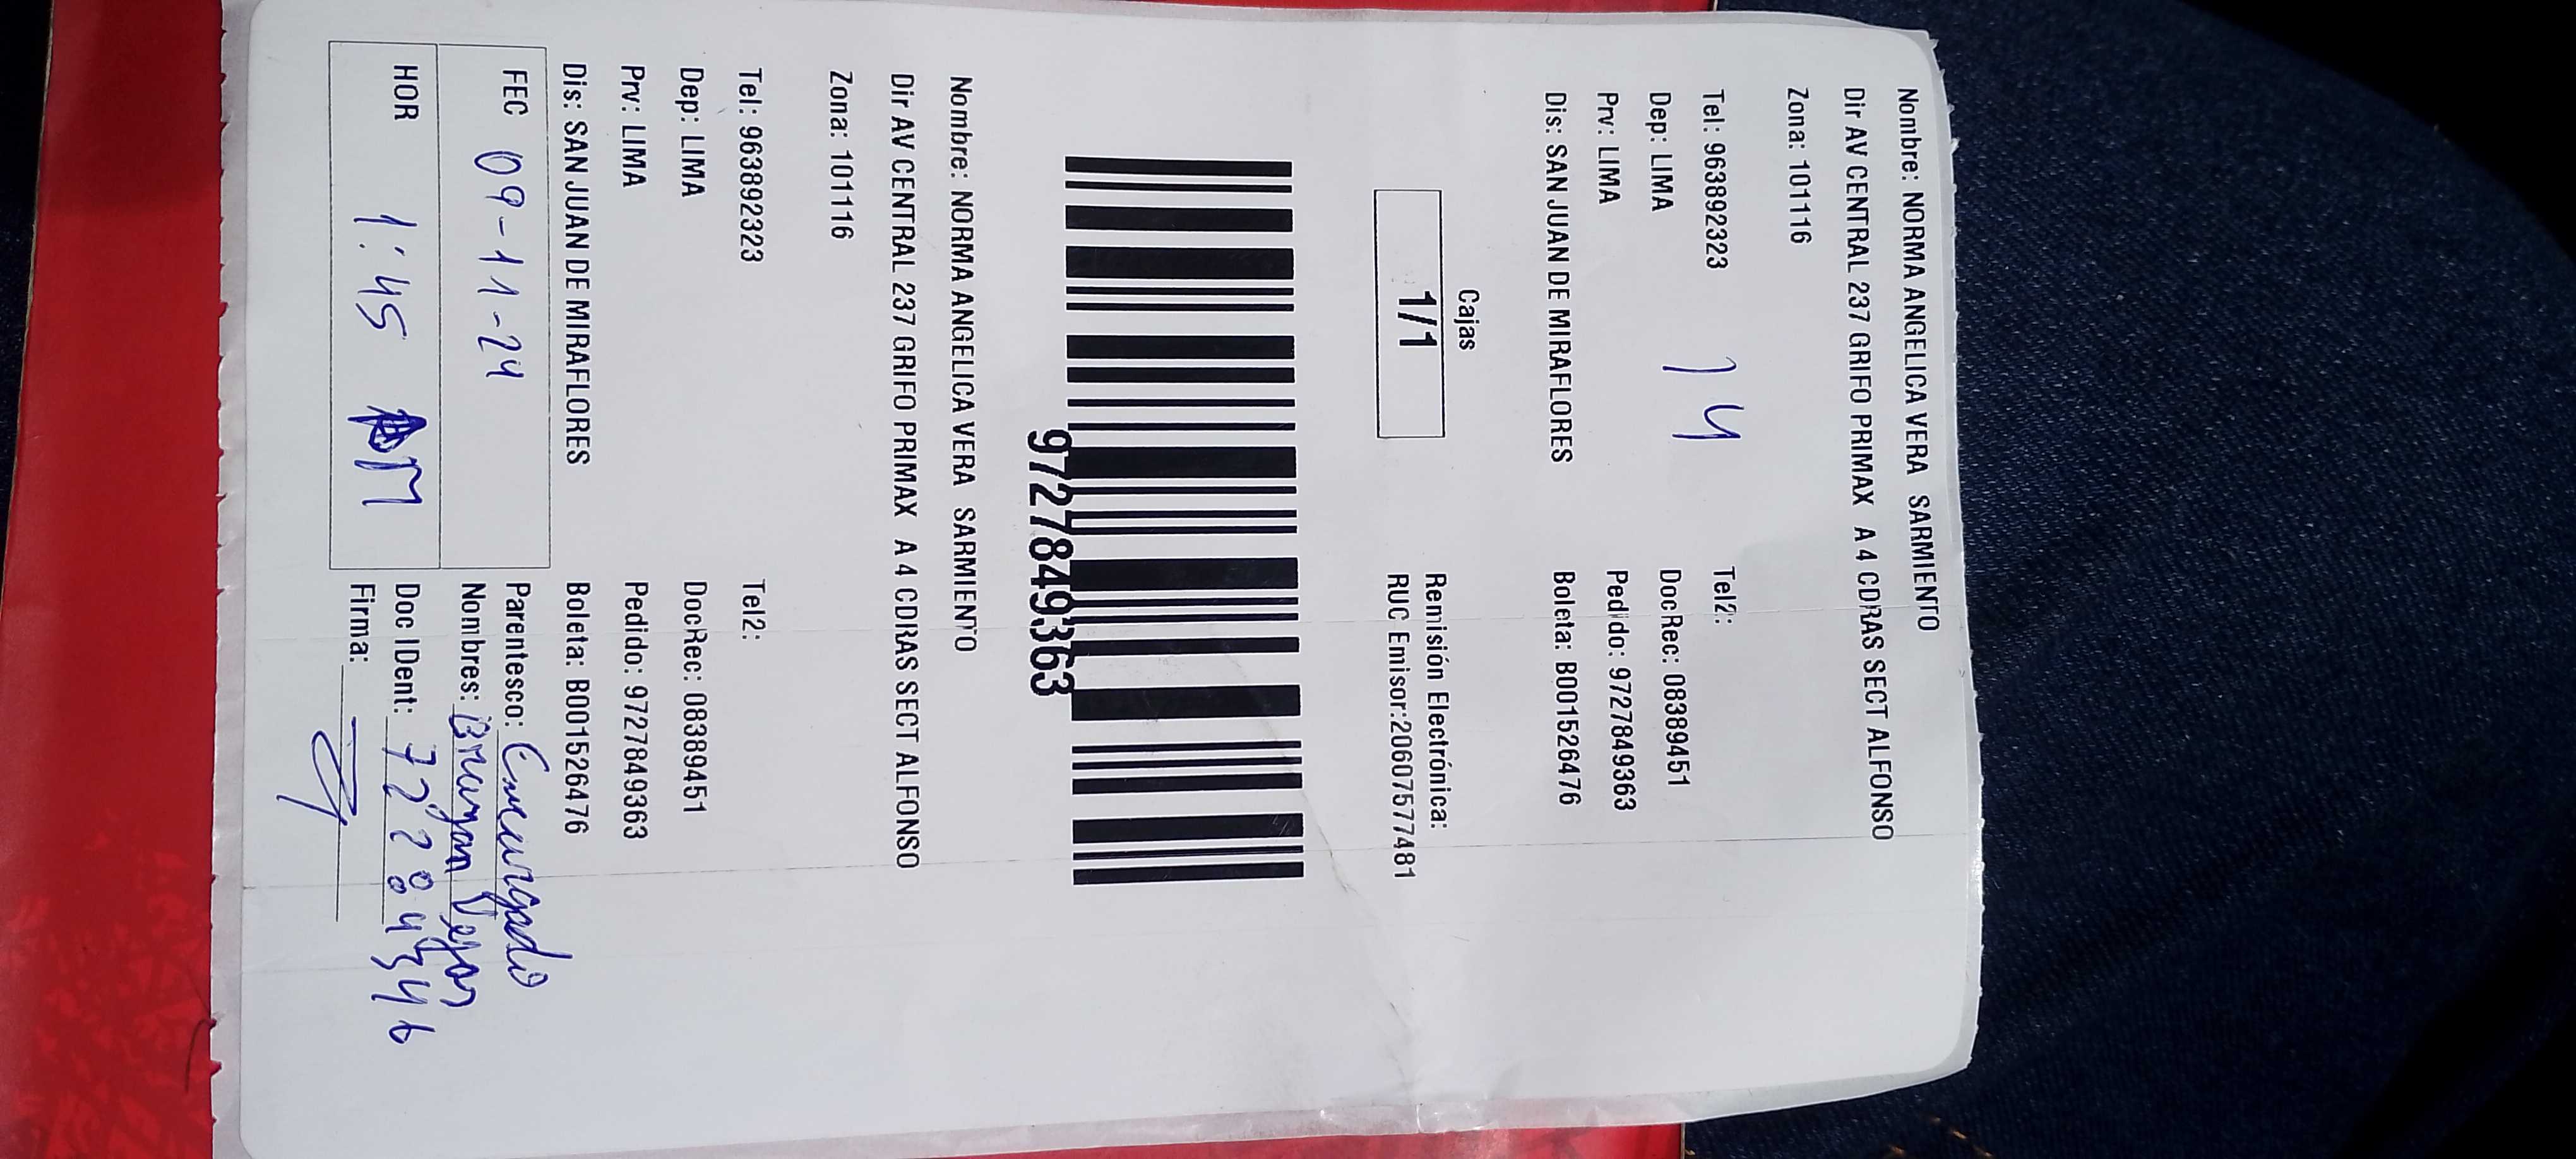 Nombre: NORMA ANGELICA VERA SARMIENTO
Dir AV CENTRAL 237 GRIFO PRIMAX A 4 CDRAS SECT ALFONSO
Zona: 101116
Tel: 963892323 Tel2:
14
Dep: LIMA DocRec: 08389451
Prv: LIMA Pedido: 9727849363
Dis: SAN JUAN DE MIRAFLORES Boleta: B001526476
Cajas
1/1
Remisión Electrónica:
RUC Emisor:20607577481
9727849363
Nombre: NORMA ANGELICA VERA SARMIENTO
Dir AV CENTRAL 237 GRIFO PRIMAX A 4 CDRAS SECT ALFONSO
Zona: 101116
Tel: 963892323 Tel2:
Dep: LIMA DocRec: 08389451
Prv: LIMA Pedido: 9727849363
Dis: SAN JUAN DE MIRAFLORES Boleta: B001526476
FEC 09-11-24
HOR 1:45 PM
Parentesco: Encargado
Nombres:
Doc IDent:
Firma: